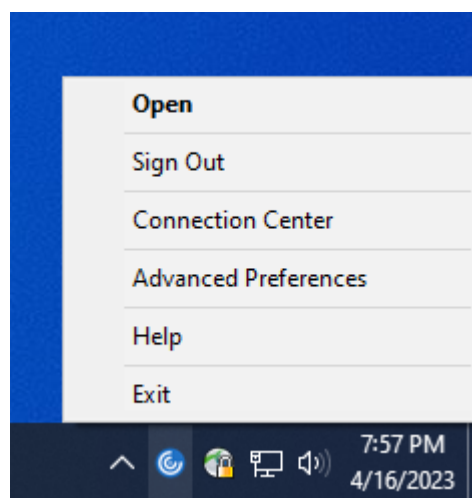 Open
Sign Out
Connection Center
Advanced Preferences
Help
Exit
7:57 PM
4/16/2023